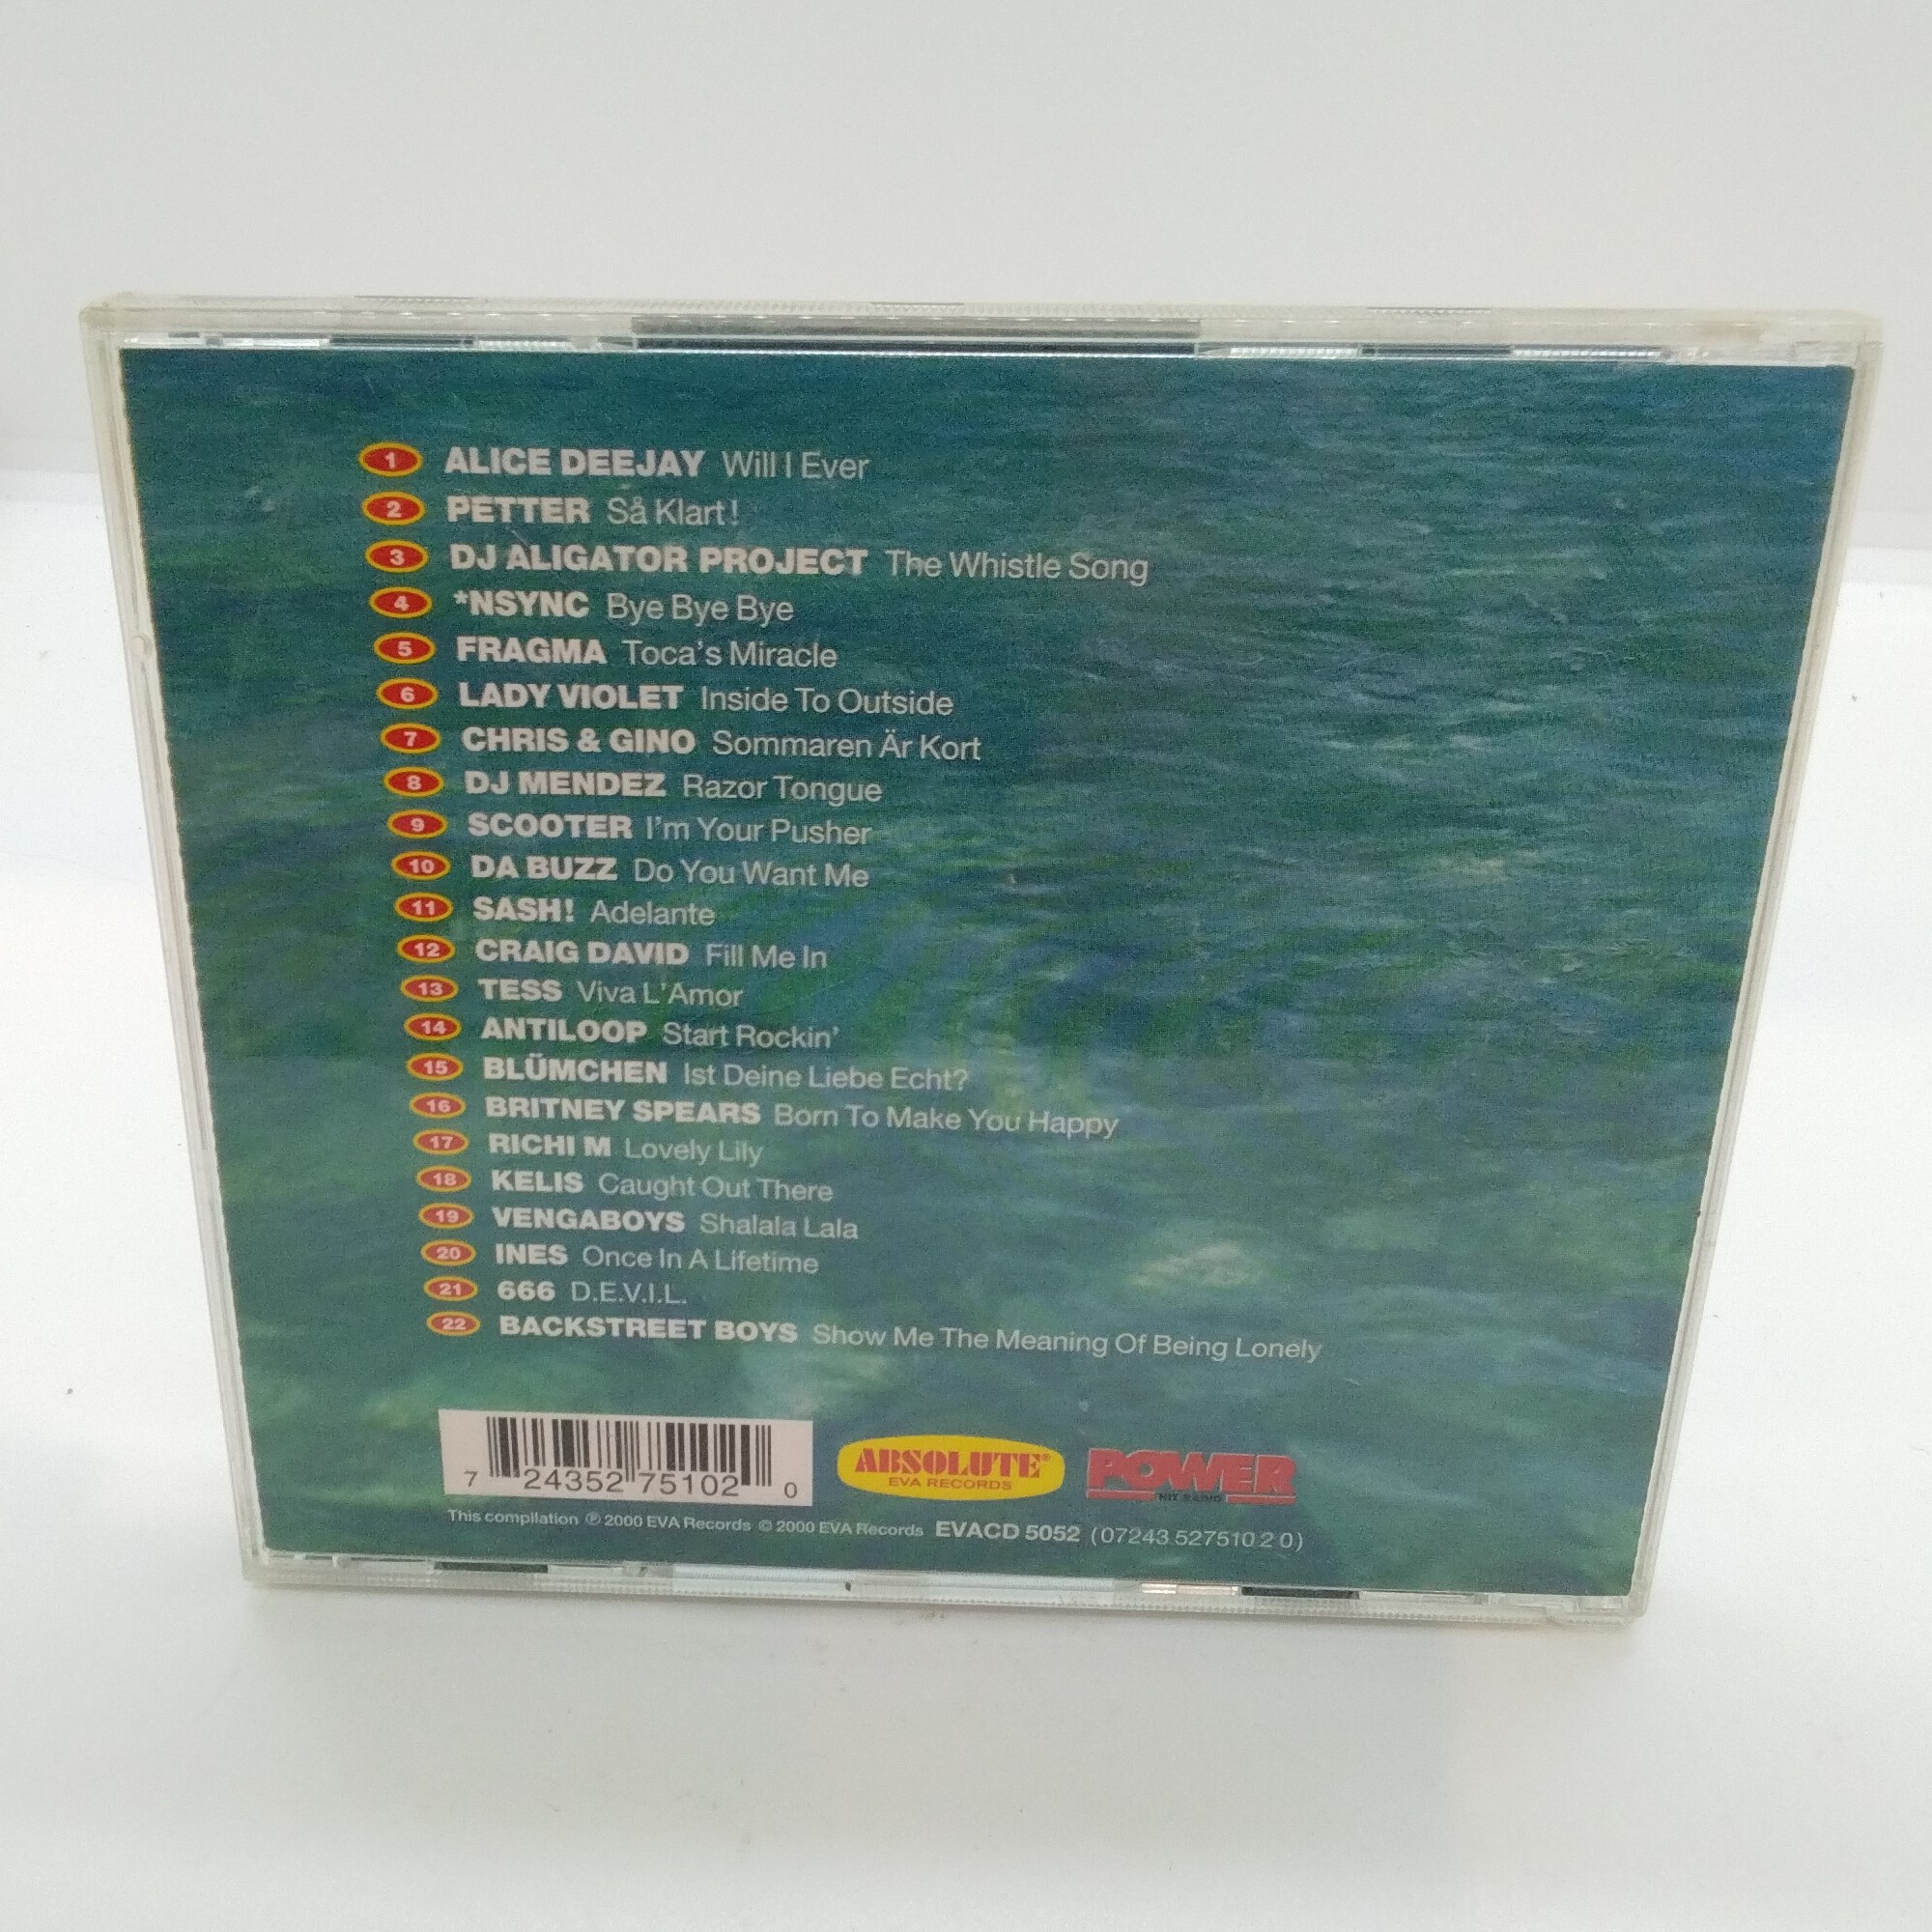 1 ALICE DEEJAY Will I Ever
2 PETTER Så Klart!
3 DJ ALIGATOR PROJECT The Whistle Song
4 *NSYNC Bye Bye Bye
5 FRAGMA Toca's Miracle
6 LADY VIOLET Inside To Outside
7 CHRIS & GINO Sommaren Är Kort
8 DJ MENDEZ Razor Tongue
9 SCOOTER I'm Your Pusher
10 DA BUZZ Do You Want Me
11 SASH! Adelante
12 CRAIG DAVID Fill Me In
13 TESS Viva L'Amor
14 ANTILOOP Start Rockin'
15 BLÜMCHEN Ist Deine Liebe Echt?
16 BRITNEY SPEARS Born To Make You Happy
17 RICHI M Lovely Lily
18 KELIS Caught Out There
19 VENGABOYS Shalala Lala
20 INES Once In A Lifetime
21 666 D.E.V.I.L.
22 BACKSTREET BOYS Show Me The Meaning Of Being Lonely
7 24352 75102 0
ABSOLUTE®
EVA RECORDS
POWER
HIT RADIO
This compilation ℗ 2000 EVA Records © 2000 EVA Records EVACD 5052 (07243 527510 2 0)